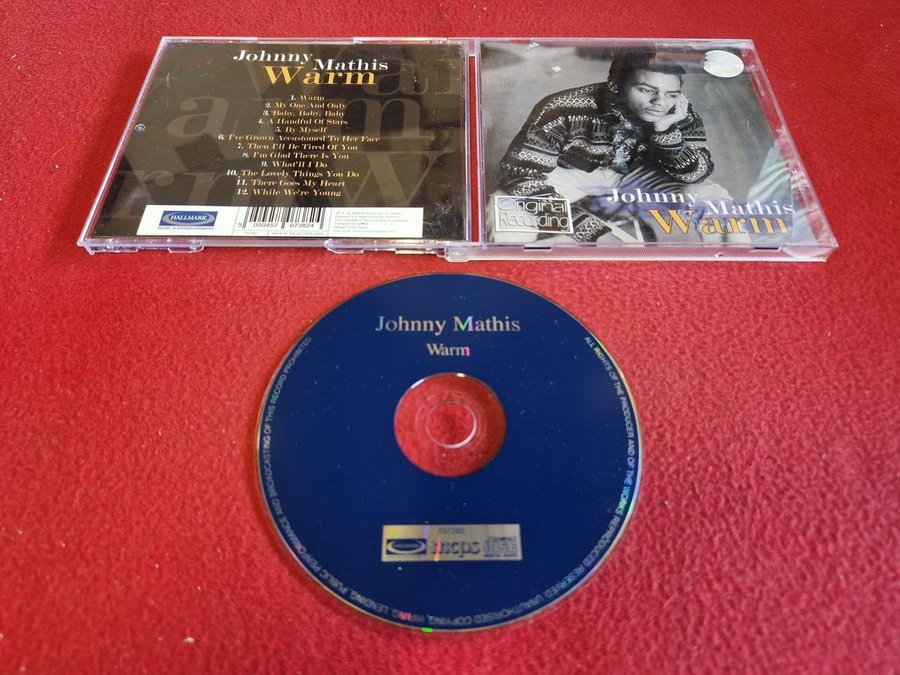 Johnny
Mathis
Warm
1. Warm
2. My One And Only
3. Baby, Baby, Baby
4. A Handful Of Stars
5. By Myself
6. I've Grown Accustomed To Her Face
7. Then I'll Be Tired Of You
8. I'm Glad There Is You
9. What'll I Do
10. The Lovely Things You Do
11. There Goes My Heart
12. While We're Young
HALLMARK
MUSIC & ENTERTAINMENT
5 050457 073824
Original
Recording
Johnny
Mathis
Warm
Johnny Mathis
Warm
707382
mcps
ALL RIGHTS OF THE PRODUCER AND OF THE WORKS REPRODUCED RESERVED UNAUTHORISED COPYING, HIRING, LENDING, PUBLIC PERFORMANCE AND BROADCASTING OF THIS RECORD PROHIBITED